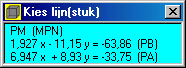 Kies lijn(stuk)
PM (MPN)
1,927 x - 11,15 y = -63,86 (PB)
6,947 x + 8,93 y = -33,75 (PA)